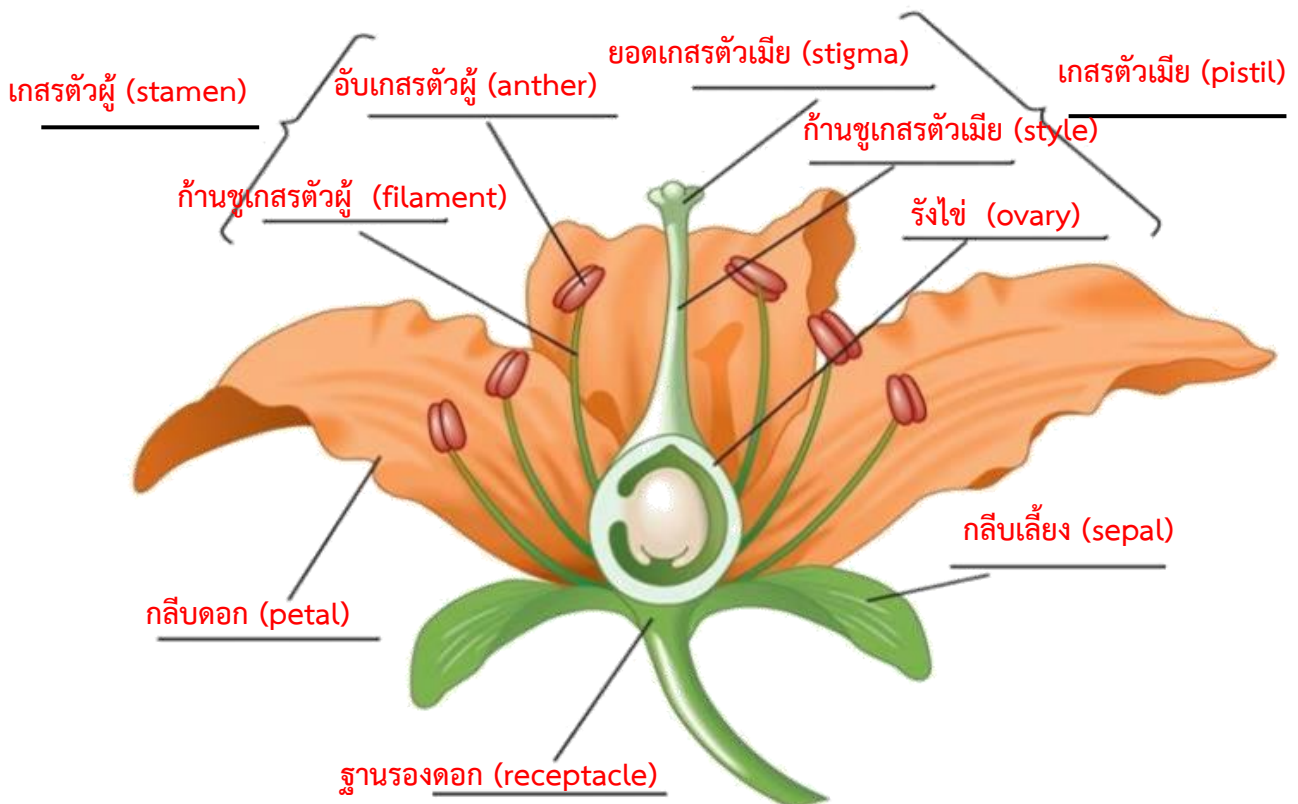 ยอดเกสรตัวเมีย (stigma)
เกสรตัวผู้ (stamen)
อับเกสรตัวผู้ (anther)
เกสรตัวเมีย (pistil)
ก้านชูเกสรตัวเมีย (style)
ก้านชูเกสรตัวผู้ (filament)
รังไข่ (ovary)
กลีบเลี้ยง (sepal)
กลีบดอก (petal)
ฐานรองดอก (receptacle)